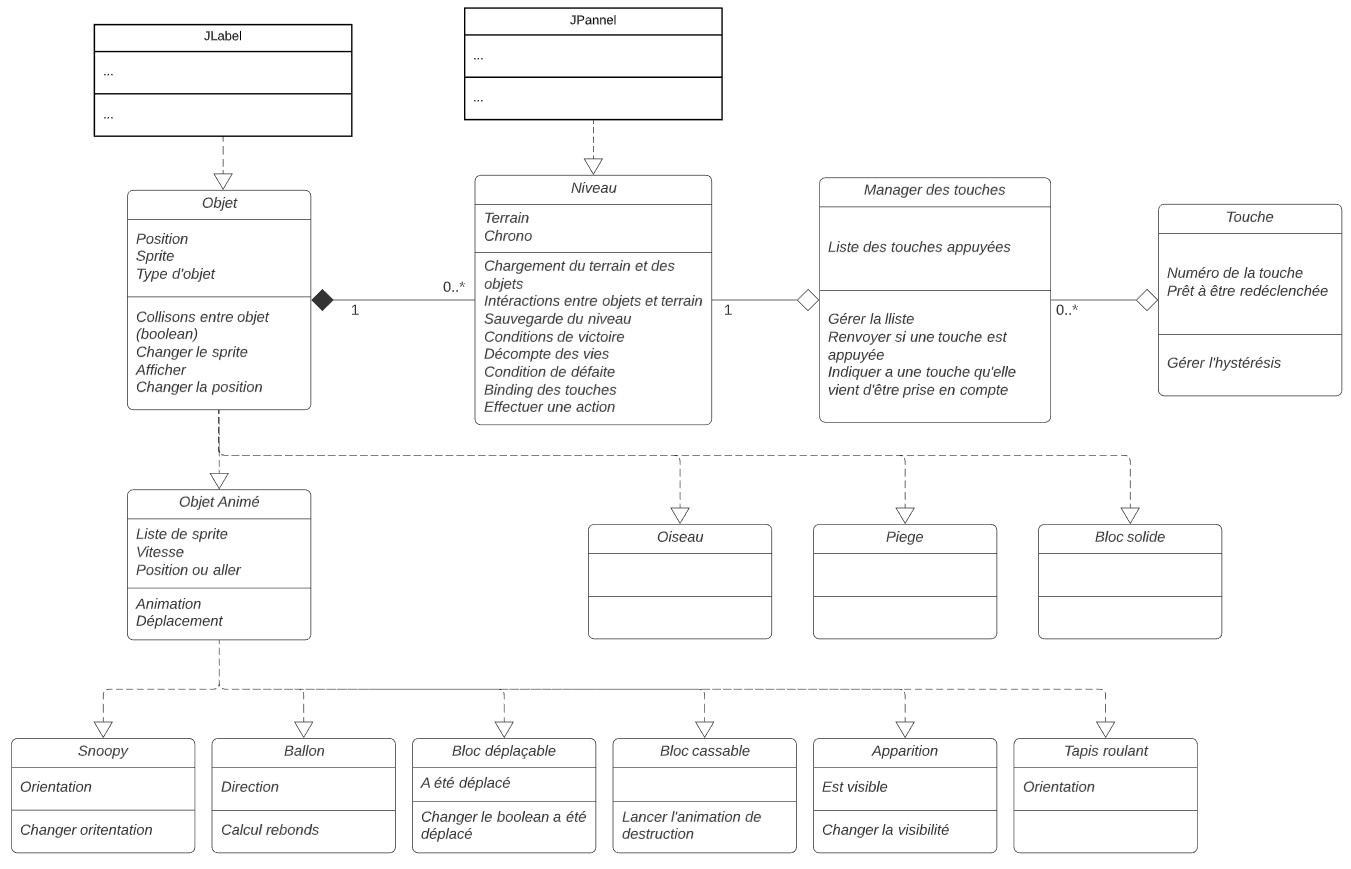 JLabel
...
...
JPannel
...
...
Objet
Position
Sprite
Type d'objet
Collisons entre objet
(boolean)
Changer le sprite
Afficher
Changer la position
1
0..*
Niveau
Terrain
Chrono
Chargement du terrain et des
objets
Intéractions entre objets et terrain
Sauvegarde du niveau
Conditions de victoire
Décompte des vies
Condition de défaite
Binding des touches
Effectuer une action
1
Manager des touches
Liste des touches appuyées
Gérer la lliste
Renvoyer si une touche est
appuyée
Indiquer a une touche qu'elle
vient d'être prise en compte
0..*
Touche
Numéro de la touche
Prêt à être redéclenchée
Gérer l'hystérésis
Objet Animé
Liste de sprite
Vitesse
Position ou aller
Animation
Déplacement
Oiseau
Piege
Bloc solide
Snoopy
Orientation
Changer oritentation
Ballon
Direction
Calcul rebonds
Bloc déplaçable
A été déplacé
Changer le boolean a été
déplacé
Bloc cassable
Lancer l'animation de
destruction
Apparition
Est visible
Changer la visibilité
Tapis roulant
Orientation